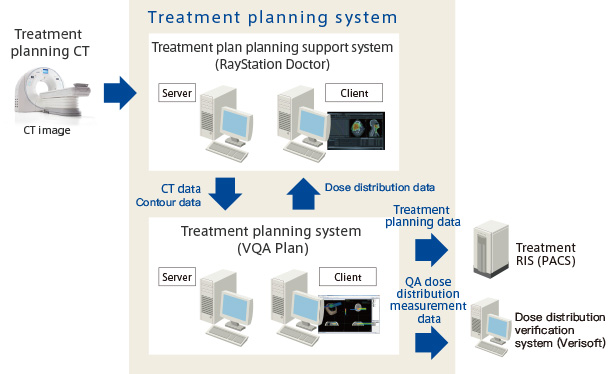 Treatment planning system
Treatment
planning CT
CT image
Treatment plan planning support system
(RayStation Doctor)
Server
Client
CT data
Contour data
Dose distribution data
Treatment planning system
(VQA Plan)
Server
Client
Treatment
planning data
Treatment
RIS (PACS)
QA dose
distribution
measurement
data
Dose distribution
verification
system (Verisoft)